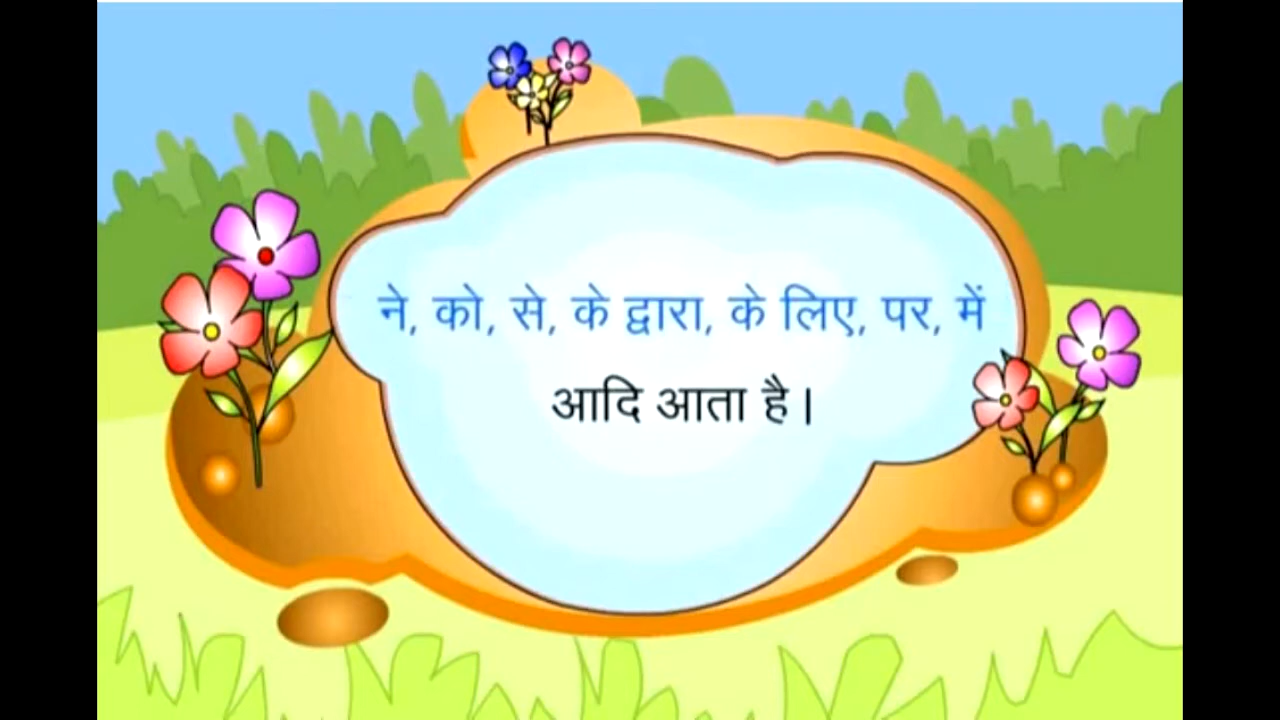 ने, को, से, के द्वारा, के लिए, पर, में
आदि आता है।